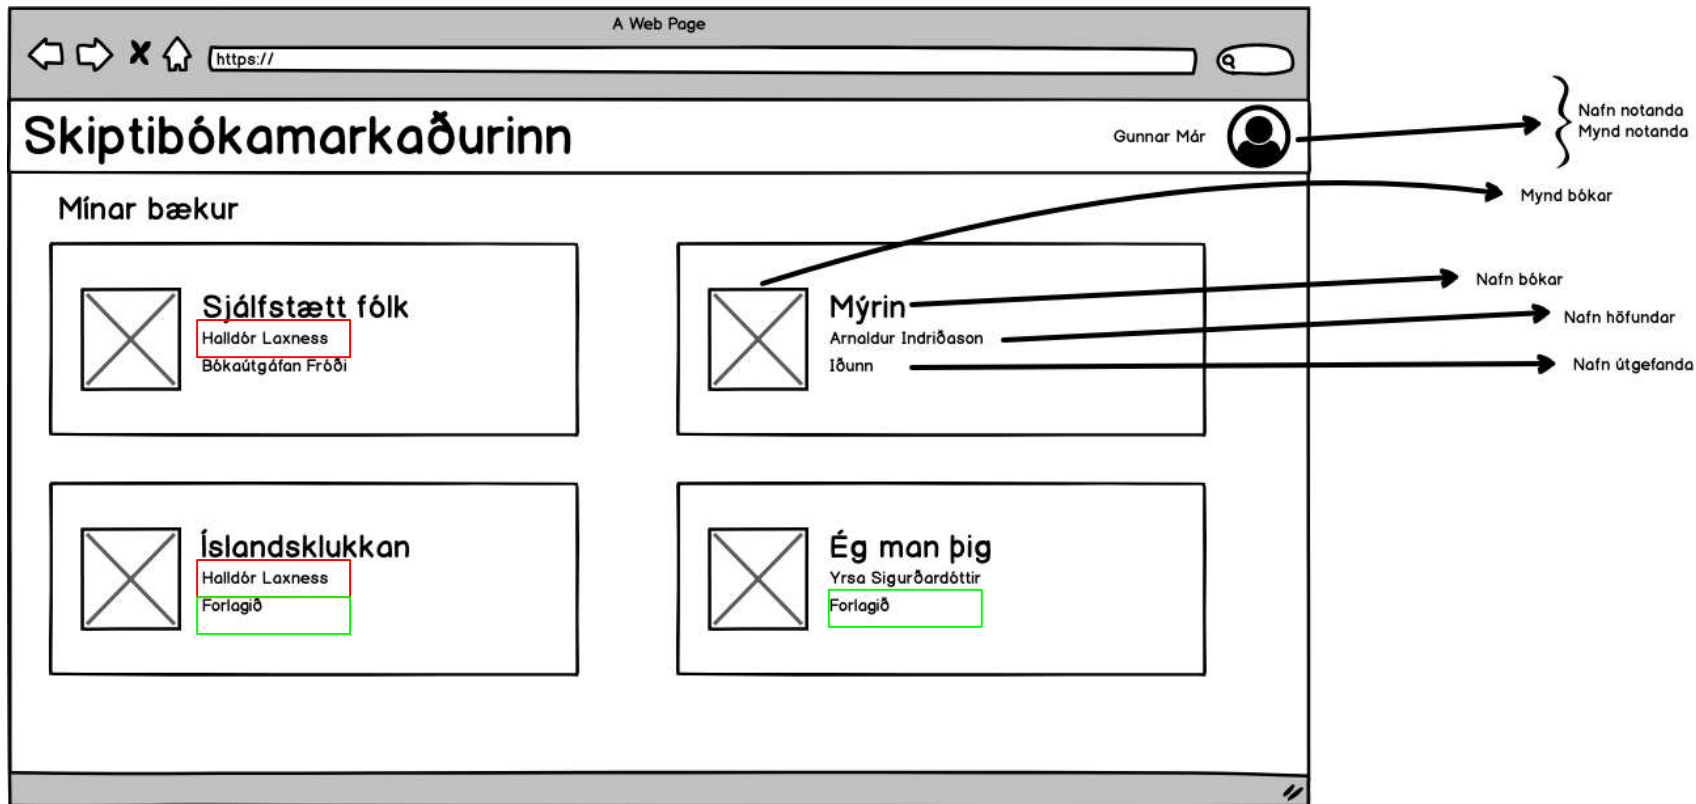 A Web Page
https://
Skiptibókamarkaðurinn
Gunnar Már
Nafn notanda
Mynd notanda
Mínar bækur
Mynd bókar
Sjálfstætt fólk
Halldór Laxness
Bókaútgáfan Fróði
Mýrin
Arnaldur Indriðason
Iðunn
Nafn bókar
Nafn höfundar
Nafn útgefanda
Íslandsklukkan
Halldór Laxness
Forlagið
Ég man þig
Yrsa Sigurðardóttir
Forlagið